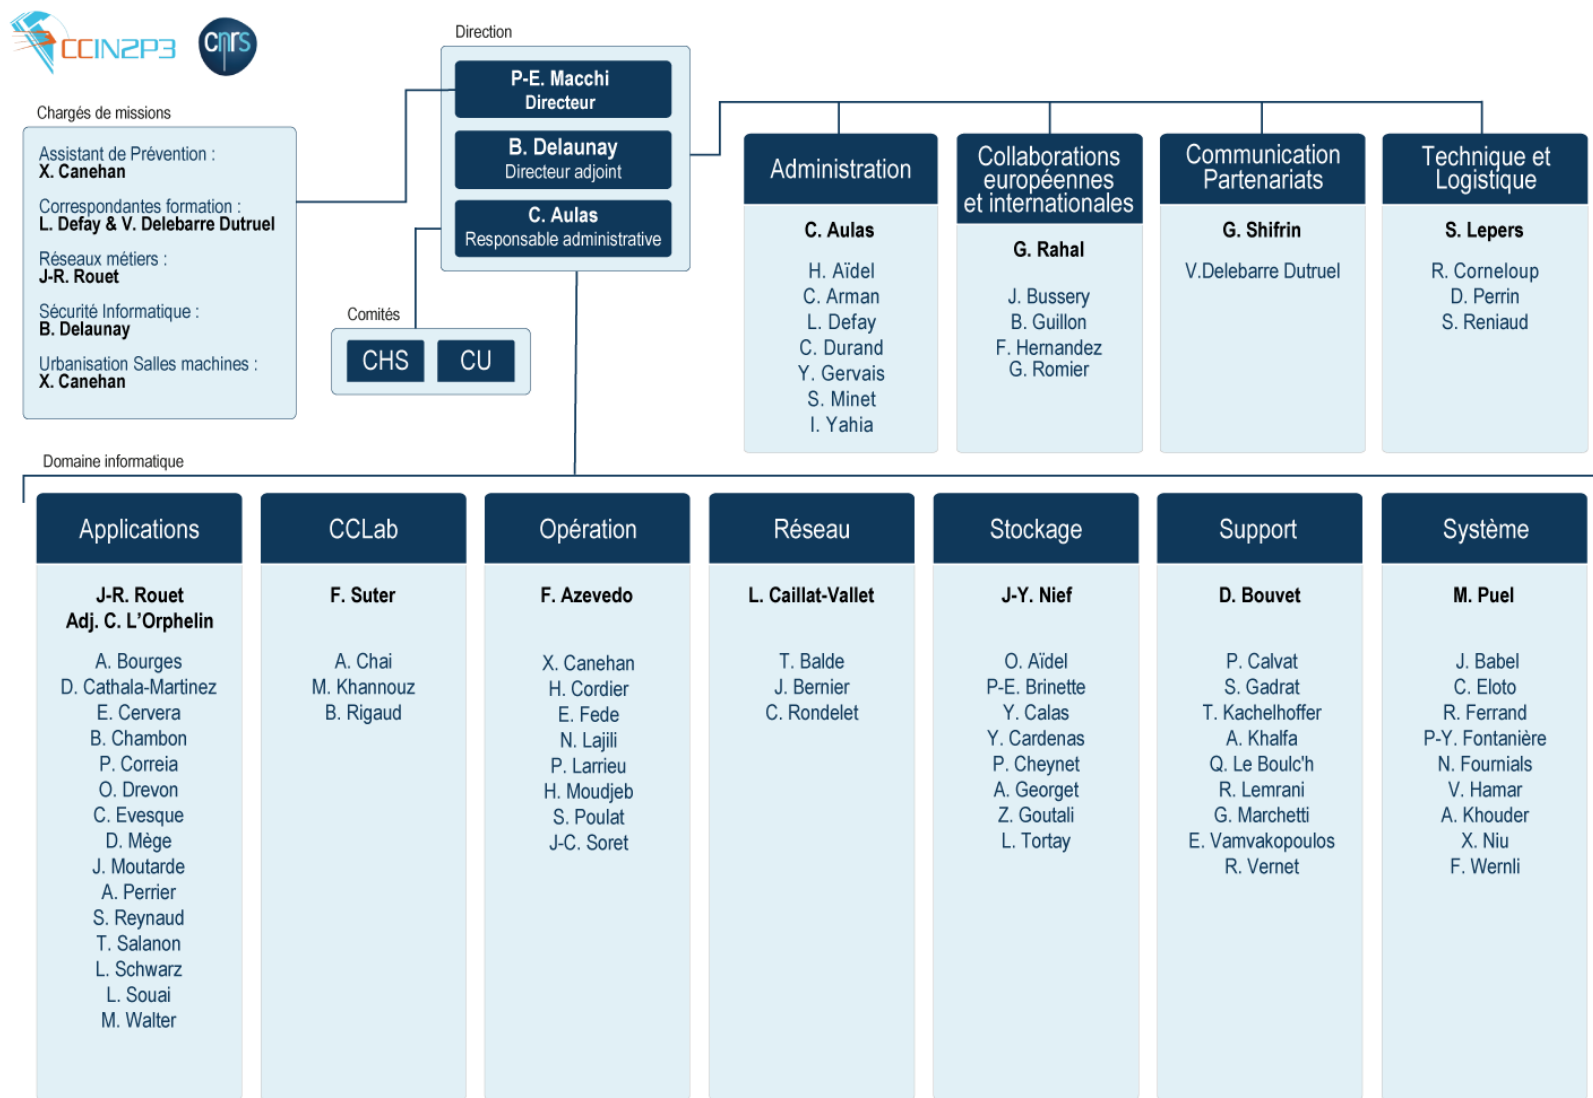 CCIN2P3
cnrs
Direction
P-E. Macchi
Directeur
B. Delaunay
Directeur adjoint
C. Aulas
Responsable administrative
Chargés de missions
Assistant de Prévention :
X. Canehan
Correspondantes formation :
L. Defay & V. Delebarre Dutruel
Réseaux métiers :
J-R. Rouet
Sécurité Informatique :
B. Delaunay
Urbanisation Salles machines :
X. Canehan
Comités
CHS
CU
Administration
C. Aulas
H. Aïdel
C. Arman
L. Defay
C. Durand
Y. Gervais
S. Minet
I. Yahia
Collaborations
européennes
et internationales
G. Rahal
J. Bussery
B. Guillon
F. Hernandez
G. Romier
Communication
Partenariats
G. Shifrin
V.Delebarre Dutruel
Technique et
Logistique
S. Lepers
R. Corneloup
D. Perrin
S. Reniaud
Domaine informatique
Applications
J-R. Rouet
Adj. C. L'Orphelin
A. Bourges
D. Cathala-Martinez
E. Cervera
B. Chambon
P. Correia
O. Drevon
C. Evesque
D. Mège
J. Moutarde
A. Perrier
S. Reynaud
T. Salanon
L. Schwarz
L. Souai
M. Walter
CCLab
F. Suter
A. Chai
M. Khannouz
B. Rigaud
Opération
F. Azevedo
X. Canehan
H. Cordier
E. Fede
N. Lajili
P. Larrieu
H. Moudjeb
S. Poulat
J-C. Soret
Réseau
L. Caillat-Vallet
T. Balde
J. Bernier
C. Rondelet
Stockage
J-Y. Nief
O. Aïdel
P-E. Brinette
Y. Calas
Y. Cardenas
P. Cheynet
A. Georget
Z. Goutali
L. Tortay
Support
D. Bouvet
P. Calvat
S. Gadrat
T. Kachelhoffer
A. Khalfa
Q. Le Boulc'h
R. Lemrani
G. Marchetti
E. Vamvakopoulos
R. Vernet
Système
M. Puel
J. Babel
C. Eloto
R. Ferrand
P-Y. Fontanière
N. Fournials
V. Hamar
A. Khouder
X. Niu
F. Wernli